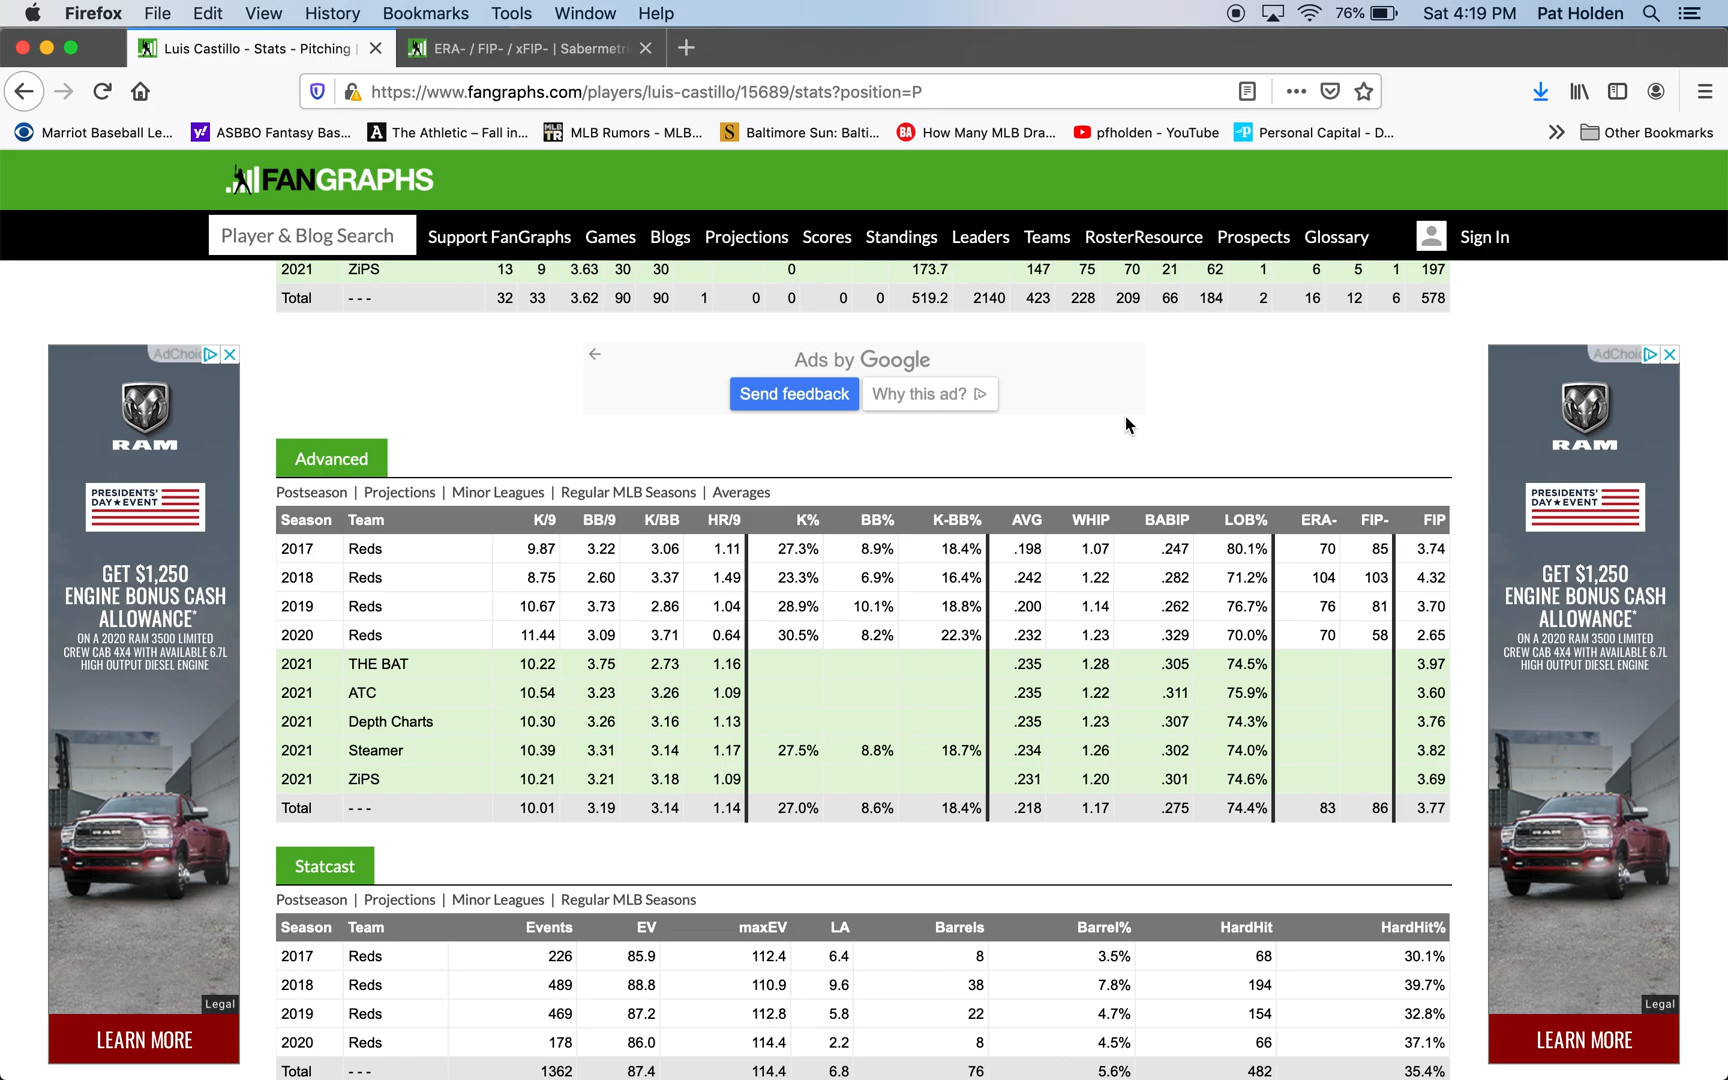 Firefox File Edit View History Bookmarks Tools Window Help 76% Sat 4:19 PM Pat Holden
Luis Castillo - Stats - Pitching | ERA- / FIP- / xFIP- | Sabermetri
https://www.fangraphs.com/players/luis-castillo/15689/stats?position=P
Marriot Baseball Le... ASBBO Fantasy Bas... The Athletic – Fall in... MLB Rumors - MLB... Baltimore Sun: Balti... How Many MLB Dra... pfholden - YouTube Personal Capital - D... Other Bookmarks
FANGRAPHS
Player & Blog Search Support FanGraphs Games Blogs Projections Scores Standings Leaders Teams RosterResource Prospects Glossary Sign In
2021 ZiPS 13 9 3.63 30 30 0 173.7 147 75 70 21 62 1 6 5 1 197
Total - - - 32 33 3.62 90 90 1 0 0 0 0 519.2 2140 423 228 209 66 184 2 16 12 6 578
Ads by Google
Send feedback Why this ad?
Advanced
Postseason | Projections | Minor Leagues | Regular MLB Seasons | Averages
Season Team K/9 BB/9 K/BB HR/9 K% BB% K-BB% AVG WHIP BABIP LOB% ERA- FIP- FIP
2017 Reds 9.87 3.22 3.06 1.11 27.3% 8.9% 18.4% .198 1.07 .247 80.1% 70 85 3.74
2018 Reds 8.75 2.60 3.37 1.49 23.3% 6.9% 16.4% .242 1.22 .282 71.2% 104 103 4.32
2019 Reds 10.67 3.73 2.86 1.04 28.9% 10.1% 18.8% .200 1.14 .262 76.7% 76 81 3.70
2020 Reds 11.44 3.09 3.71 0.64 30.5% 8.2% 22.3% .232 1.23 .329 70.0% 70 58 2.65
2021 THE BAT 10.22 3.75 2.73 1.16 .235 1.28 .305 74.5% 3.97
2021 ATC 10.54 3.23 3.26 1.09 .235 1.22 .311 75.9% 3.60
2021 Depth Charts 10.30 3.26 3.16 1.13 .235 1.23 .307 74.3% 3.76
2021 Steamer 10.39 3.31 3.14 1.17 27.5% 8.8% 18.7% .234 1.26 .302 74.0% 3.82
2021 ZiPS 10.21 3.21 3.18 1.09 .231 1.20 .301 74.6% 3.69
Total - - - 10.01 3.19 3.14 1.14 27.0% 8.6% 18.4% .218 1.17 .275 74.4% 83 86 3.77
Statcast
Postseason | Projections | Minor Leagues | Regular MLB Seasons
Season Team Events EV maxEV LA Barrels Barrel% HardHit HardHit%
2017 Reds 226 85.9 112.4 6.4 8 3.5% 68 30.1%
2018 Reds 489 88.8 110.9 9.6 38 7.8% 194 39.7%
2019 Reds 469 87.2 112.8 5.8 22 4.7% 154 32.8%
2020 Reds 178 86.0 114.4 2.2 8 4.5% 66 37.1%
Total - - - 1362 87.4 114.4 6.8 76 5.6% 482 35.4%
AdChoi
RAM
PRESIDENTS'
DAY★EVENT
GET $1,250
ENGINE BONUS CASH
ALLOWANCE*
ON A 2020 RAM 3500 LIMITED
CREW CAB 4X4 WITH AVAILABLE 6.7L
HIGH OUTPUT DIESEL ENGINE
Legal
LEARN MORE
AdChoi
RAM
PRESIDENTS'
DAY★EVENT
GET $1,250
ENGINE BONUS CASH
ALLOWANCE*
ON A 2020 RAM 3500 LIMITED
CREW CAB 4X4 WITH AVAILABLE 6.7L
HIGH OUTPUT DIESEL ENGINE
Legal
LEARN MORE